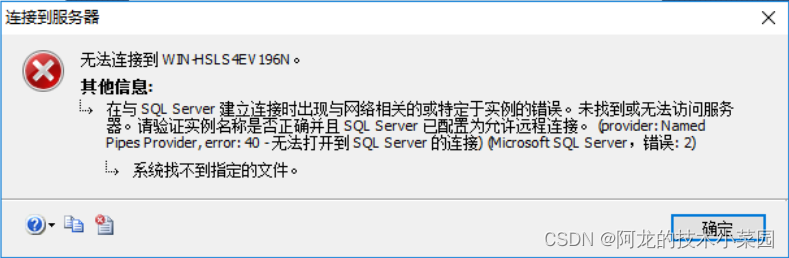 连接到服务器
无法连接到 WIN-HSLS4EV196N。
其他信息:
在与 SQL Server 建立连接时出现与网络相关的或特定于实例的错误。未找到或无法访问服务
器。请验证实例名称是否正确并且 SQL Server 已配置为允许远程连接。 (provider: Named
Pipes Provider, error: 40 - 无法打开到 SQL Server 的连接) (Microsoft SQL Server，错误: 2)
系统找不到指定的文件。
确定
CSDN @阿龙的技术小菜园